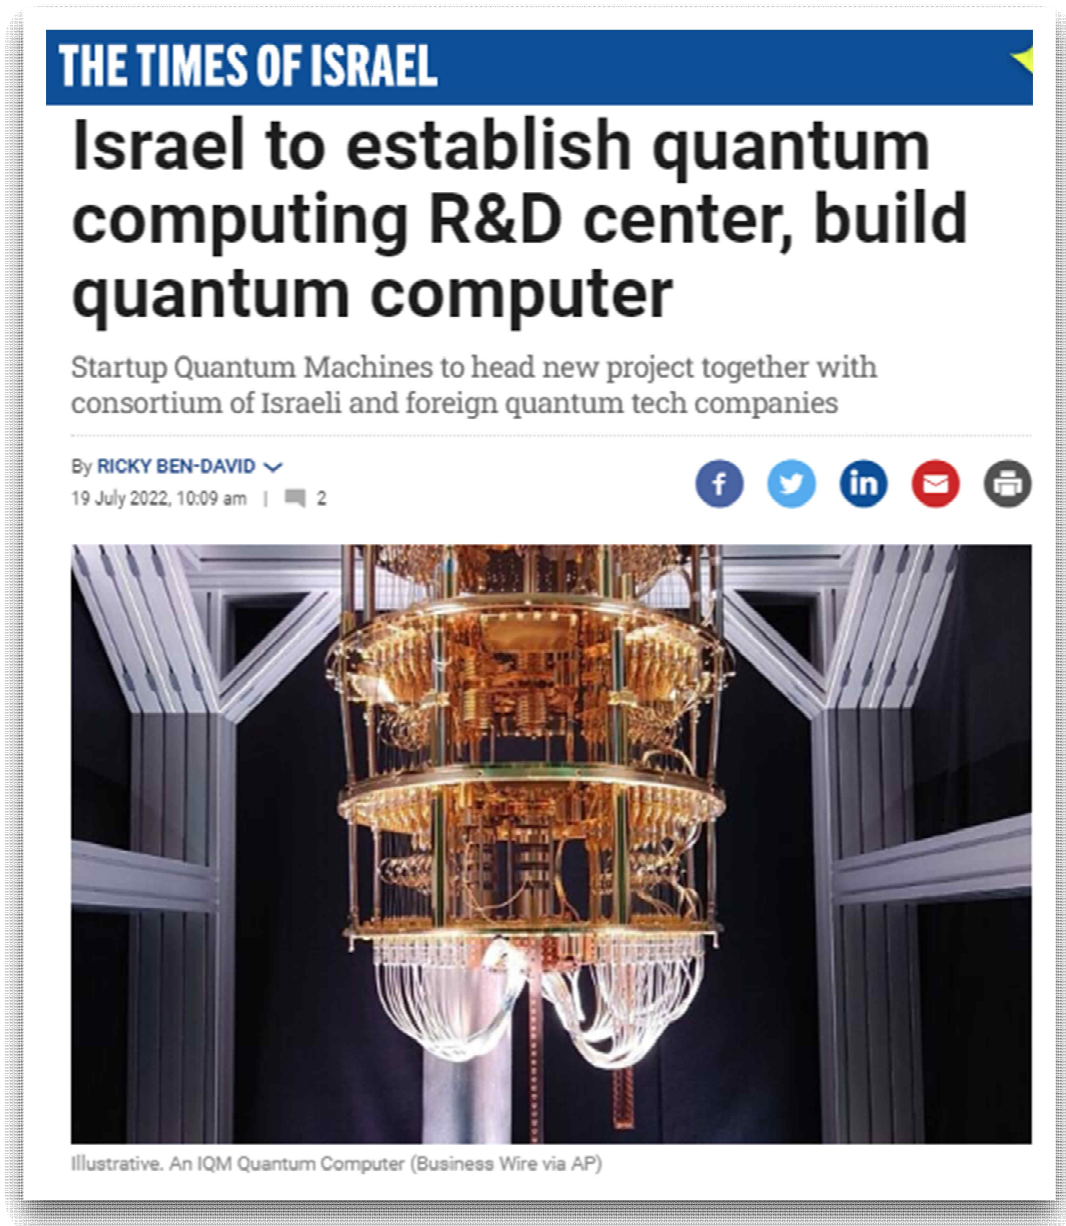 THE TIMES OF ISRAEL
Israel to establish quantum
computing R&D center, build
quantum computer
Startup Quantum Machines to head new project together with
consortium of Israeli and foreign quantum tech companies
By RICKY BEN-DAVID
19 July 2022, 10:09 am | 2
Illustrative. An IQM Quantum Computer (Business Wire via AP)